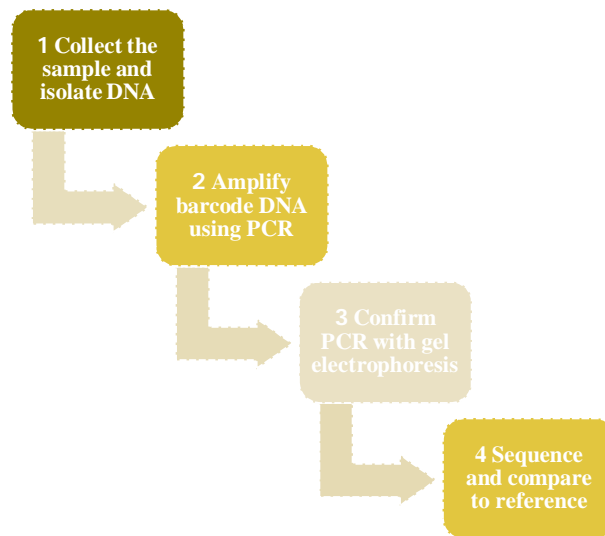 1 Collect the
sample and
isolate DNA
2 Amplify
barcode DNA
using PCR
3 Confirm
PCR with gel
electrophoresis
4 Sequence
and compare
to reference